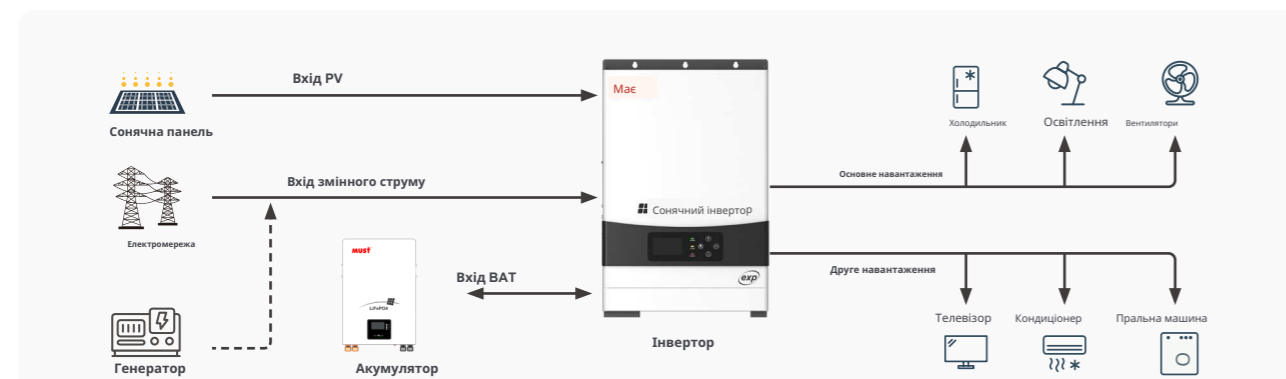 Вхід PV
Має
Сонячна панель
Холодильник
Освітлення
Вентилятори
Вхід змінного струму
Основне навантаження
Сонячний інвертор
Електромережа
must
Вхід BAT
exp
Друге навантаження
LiFePO4
Телевізор
Кондиціонер
Пральна машина
Інвертор
Генератор
Акумулятор